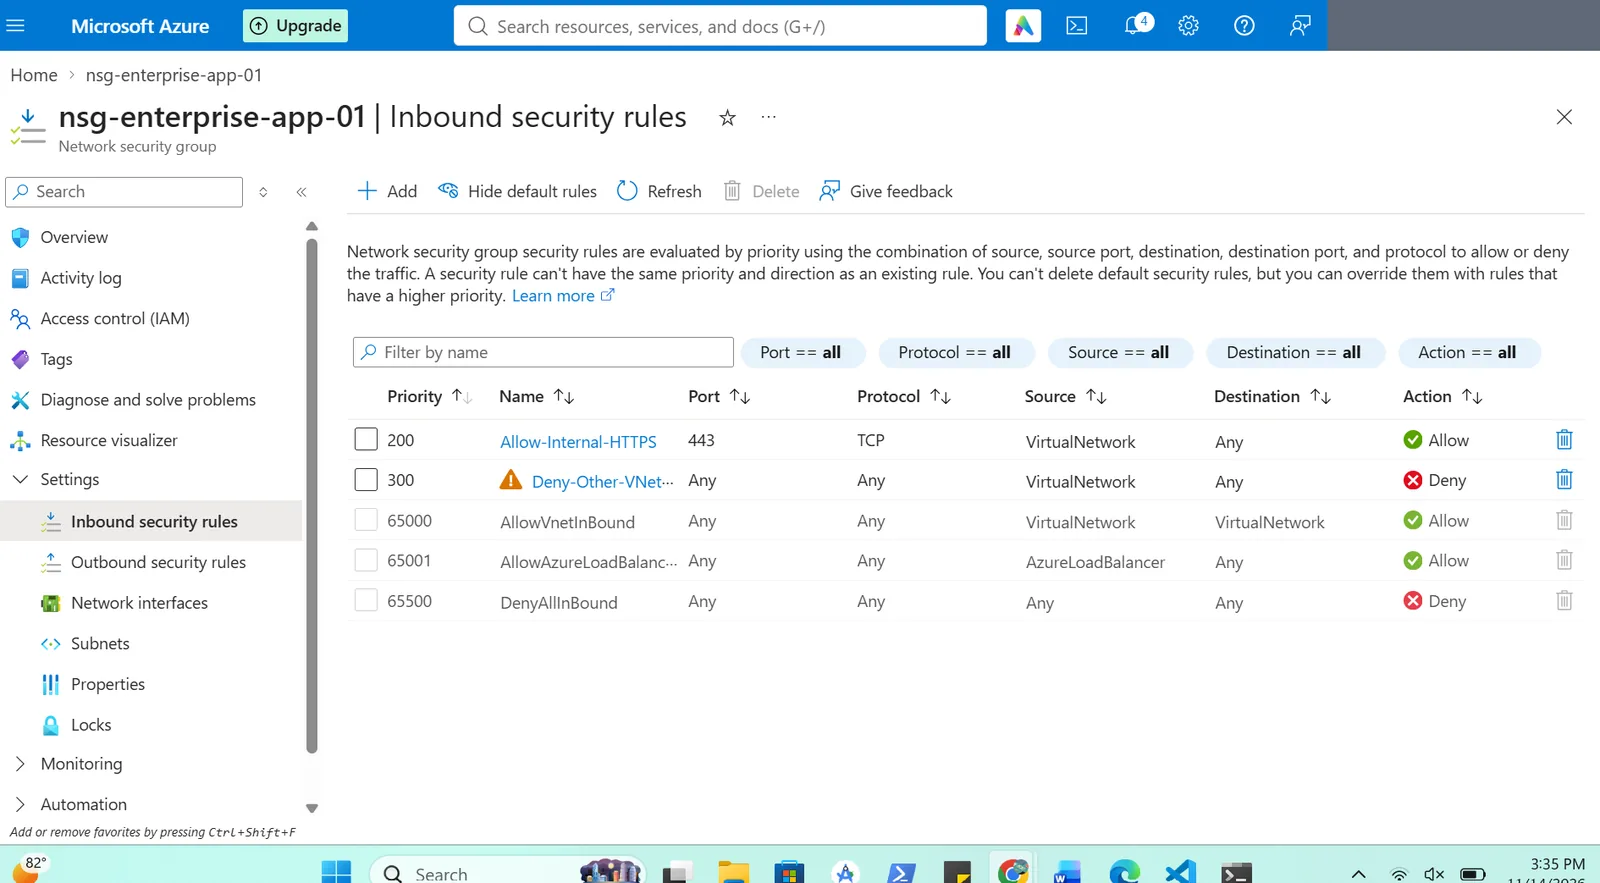 Microsoft Azure
Upgrade
Search resources, services, and docs (G+/)
4
Home > nsg-enterprise-app-01
nsg-enterprise-app-01 | Inbound security rules
Network security group
Search
Add
Hide default rules
Refresh
Delete
Give feedback
Overview
Activity log
Access control (IAM)
Tags
Diagnose and solve problems
Resource visualizer
Settings
Inbound security rules
Outbound security rules
Network interfaces
Subnets
Properties
Locks
Monitoring
Automation
Add or remove favorites by pressing Ctrl+Shift+F
Network security group security rules are evaluated by priority using the combination of source, source port, destination, destination port, and protocol to allow or deny
the traffic. A security rule can't have the same priority and direction as an existing rule. You can't delete default security rules, but you can override them with rules that
have a higher priority. Learn more
Filter by name
Port == all
Protocol == all
Source == all
Destination == all
Action == all
Priority Name Port Protocol Source Destination Action
200 Allow-Internal-HTTPS 443 TCP VirtualNetwork Any Allow
300 Deny-Other-VNet... Any Any VirtualNetwork Any Deny
65000 AllowVnetInBound Any Any VirtualNetwork VirtualNetwork Allow
65001 AllowAzureLoadBalanc... Any Any AzureLoadBalancer Any Allow
65500 DenyAllInBound Any Any Any Any Deny
82°
Search
3:35 PM